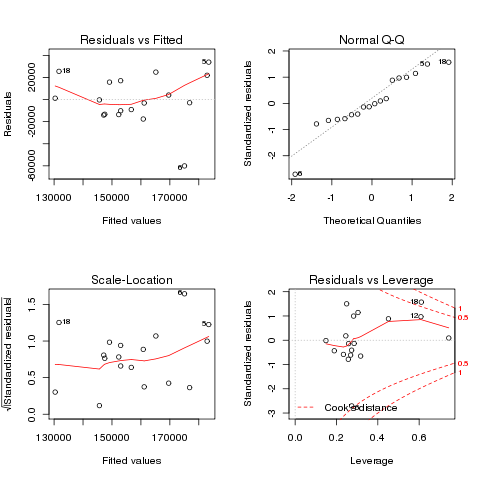 Residuals vs Fitted
Residuals
20000
-20000
-60000
18
5
6
130000 150000 170000
Fitted values
Normal Q-Q
Standardized residuals
2
1
0
-1
-2
18
5
6
-2 -1 0 1 2
Theoretical Quantiles
Scale-Location
√|Standardized residuals|
1.5
1.0
0.5
0.0
6
18
5
130000 150000 170000
Fitted values
Residuals vs Leverage
Standardized residuals
2
1
0
-1
-2
-3
18
12
1
0.5
0.5
1
Cook's distance
0.0 0.2 0.4 0.6
Leverage